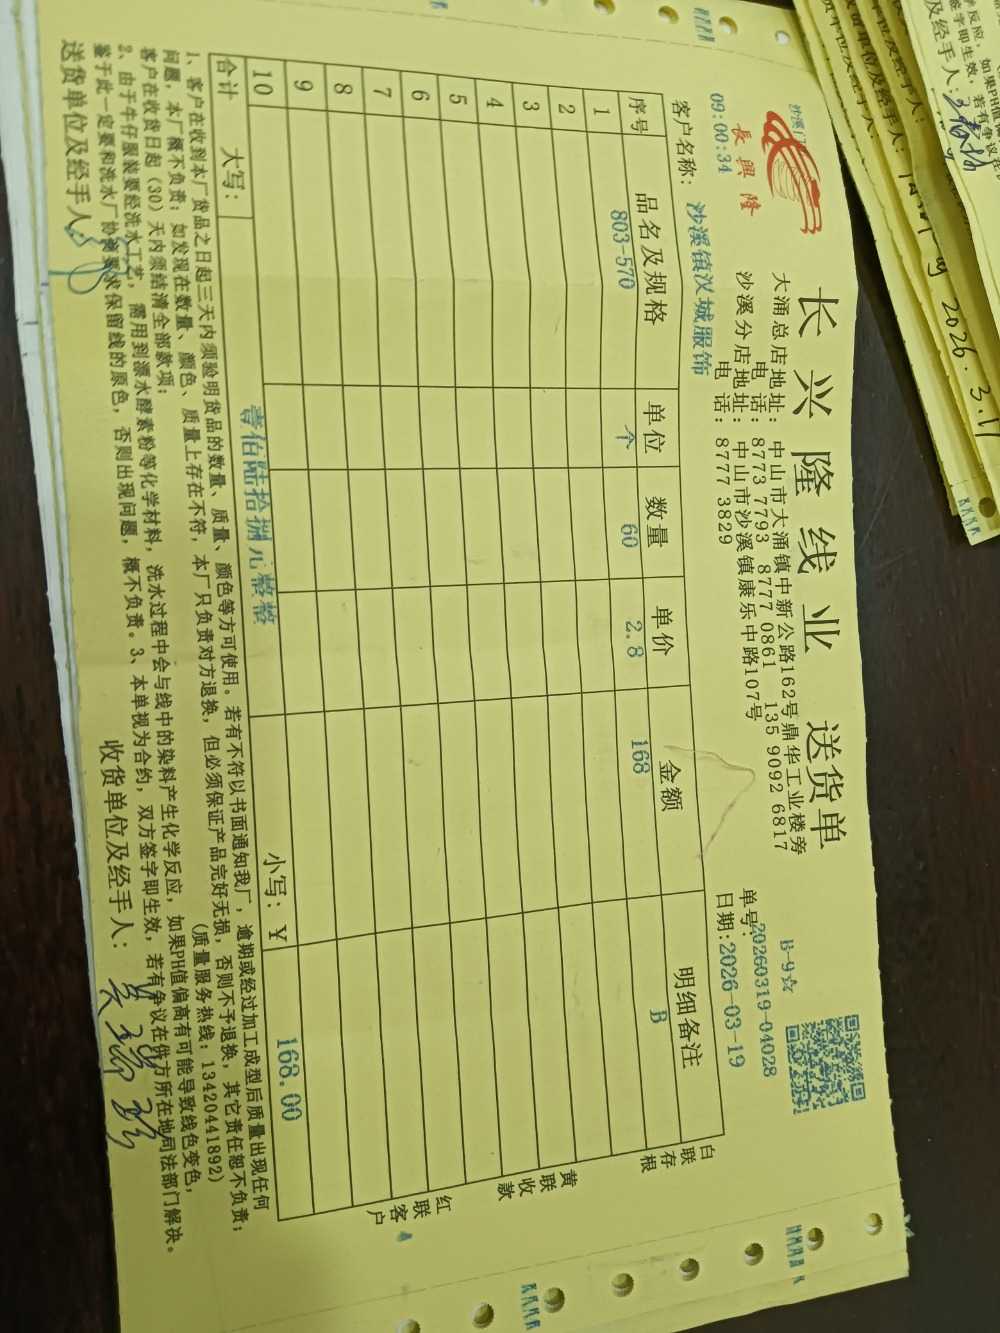 沙溪门
長興隆
长兴隆线业 送货单
大涌总店地址：中山市大涌镇中新公路162号鼎华工业楼旁
电话：8773 7793 8777 0861 135 9092 6817
沙溪分店地址：中山市沙溪镇康乐中路107号
电话：8777 3829
B-9☆
单号：20260319-04028
日期：2026-03-19
09:00:34
客户名称：沙溪镇汉城服饰
序号 品名及规格 单位 数量 单价 金额 明细备注
1 803-570 个 60 2.8 168 B
2
3
4
5
6
7
8
9
10
合计 大写： 壹佰陆拾捌元整整 小写：￥ 168.00
白联存根
黄联收款
红联客户
1、客户在收到本厂货品之日起三天内须验明货品的数量、质量、颜色等方可使用。若有不符以书面通知我厂，逾期或经过加工成型后质量出现任何
问题，本厂概不负责；如发现在数量、颜色、质量上存在不符，本厂只负责对方退换，但必须保证产品完好无损，否则不予退换，其它责任恕不负责；
客户在收货日起（30）天内须结清全部款项；
(质量服务热线：13420441892)
2、由于牛仔服装要经洗水工艺，需用到漂水酵素粉等化学材料，洗水过程中会与线中的染料产生化学反应，如果PH值偏高有可能导致线色变色，
鉴于此一定要和洗水厂协商要求保留线的原色，否则出现问题，概不负责。3、本单视为合约，双方签字即生效，若有争议在供方所在地司法部门解决。
送货单位及经手人：
收货单位及经手人：
2026.3.11